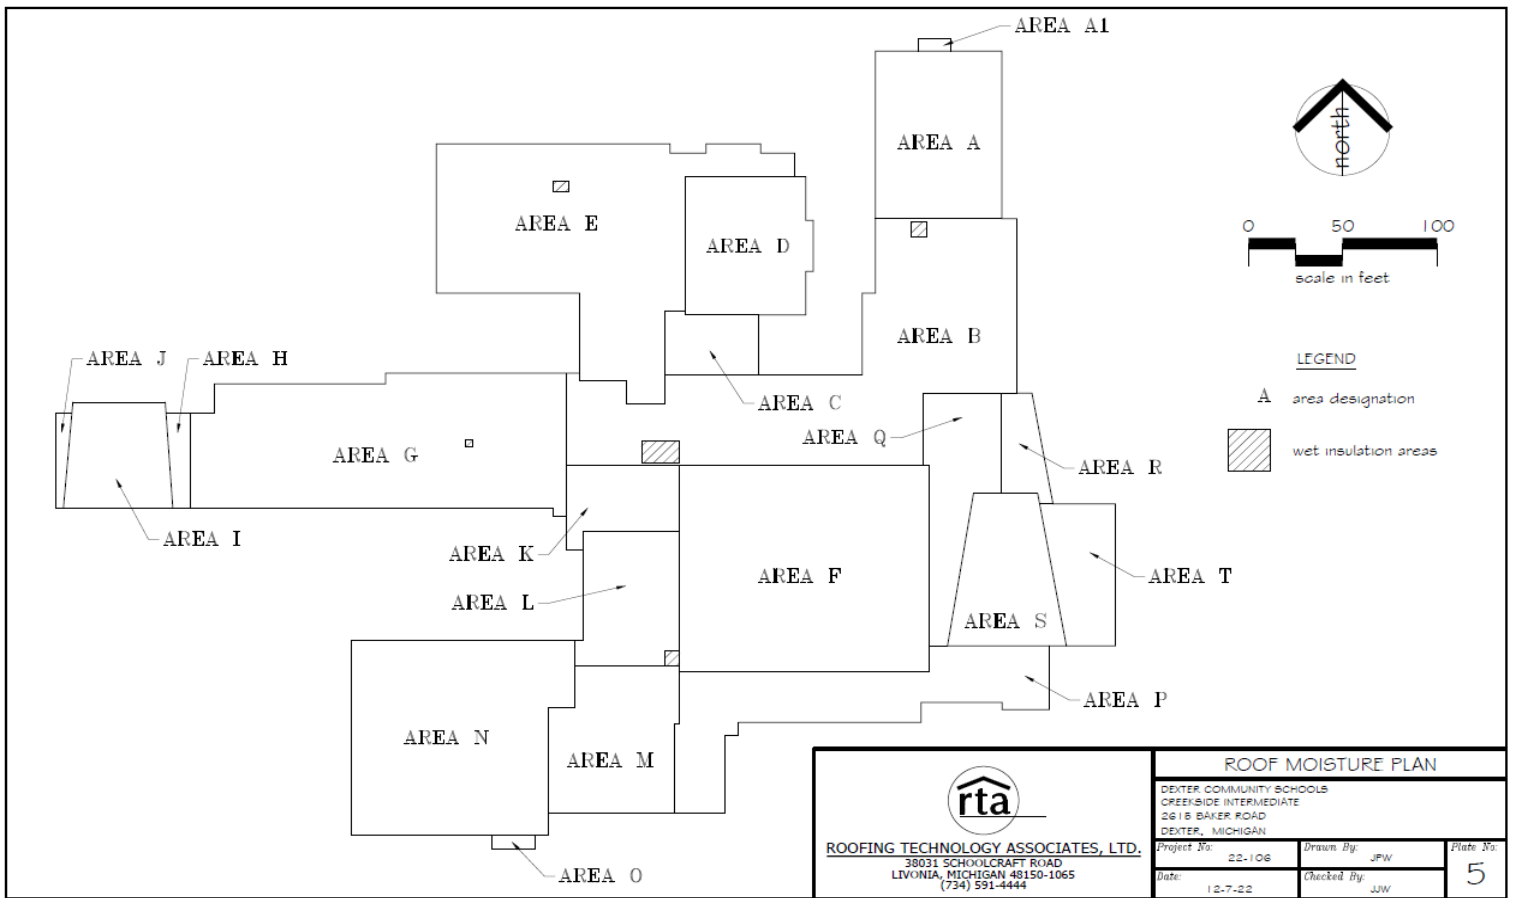 AREA A1
AREA A
north
AREA E
AREA D
0 50 100
scale in feet
AREA B
AREA J
AREA H
LEGEND
AREA C
A area designation
AREA Q
AREA G
wet insulation areas
AREA R
AREA I
AREA K
AREA F
AREA T
AREA L
AREA S
AREA P
AREA N
AREA M
AREA O
rta
ROOFING TECHNOLOGY ASSOCIATES, LTD.
38031 SCHOOLCRAFT ROAD
LIVONIA, MICHIGAN 48150-1065
(734) 591-4444
ROOF MOISTURE PLAN
DEXTER COMMUNITY SCHOOLS
CREEKSIDE INTERMEDIATE
2615 BAKER ROAD
DEXTER, MICHIGAN
Project No: 22-106
Drawn By: JPW
Plate No: 5
Date: 12-7-22
Checked By: JJW